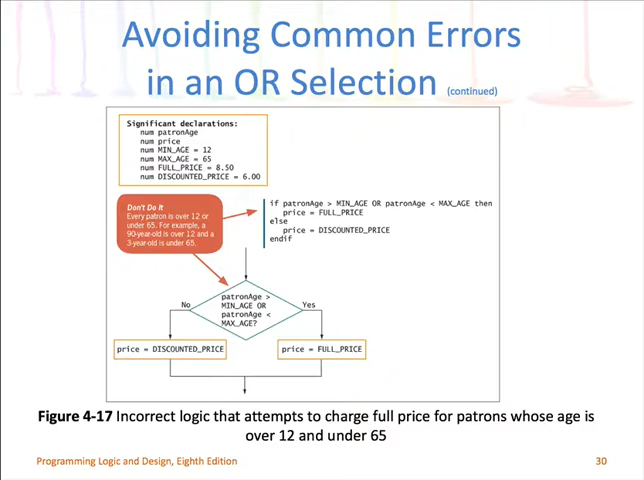 Avoiding Common Errors
in an OR Selection (continued)
Significant declarations:
num patronAge
num price
num MIN_AGE = 12
num MAX_AGE = 65
num FULL_PRICE = 8.50
num DISCOUNTED_PRICE = 6.00
Don't Do It
Every patron is over 12 or
under 65. For example, a
90-year-old is over 12 and a
3-year-old is under 65.
if patronAge > MIN_AGE OR patronAge < MAX_AGE then
price = FULL_PRICE
else
price = DISCOUNTED_PRICE
endif
No
patronAge >
MIN_AGE OR
patronAge <
MAX_AGE?
Yes
price = DISCOUNTED_PRICE
price = FULL_PRICE
Figure 4-17 Incorrect logic that attempts to charge full price for patrons whose age is
over 12 and under 65
Programming Logic and Design, Eighth Edition
30